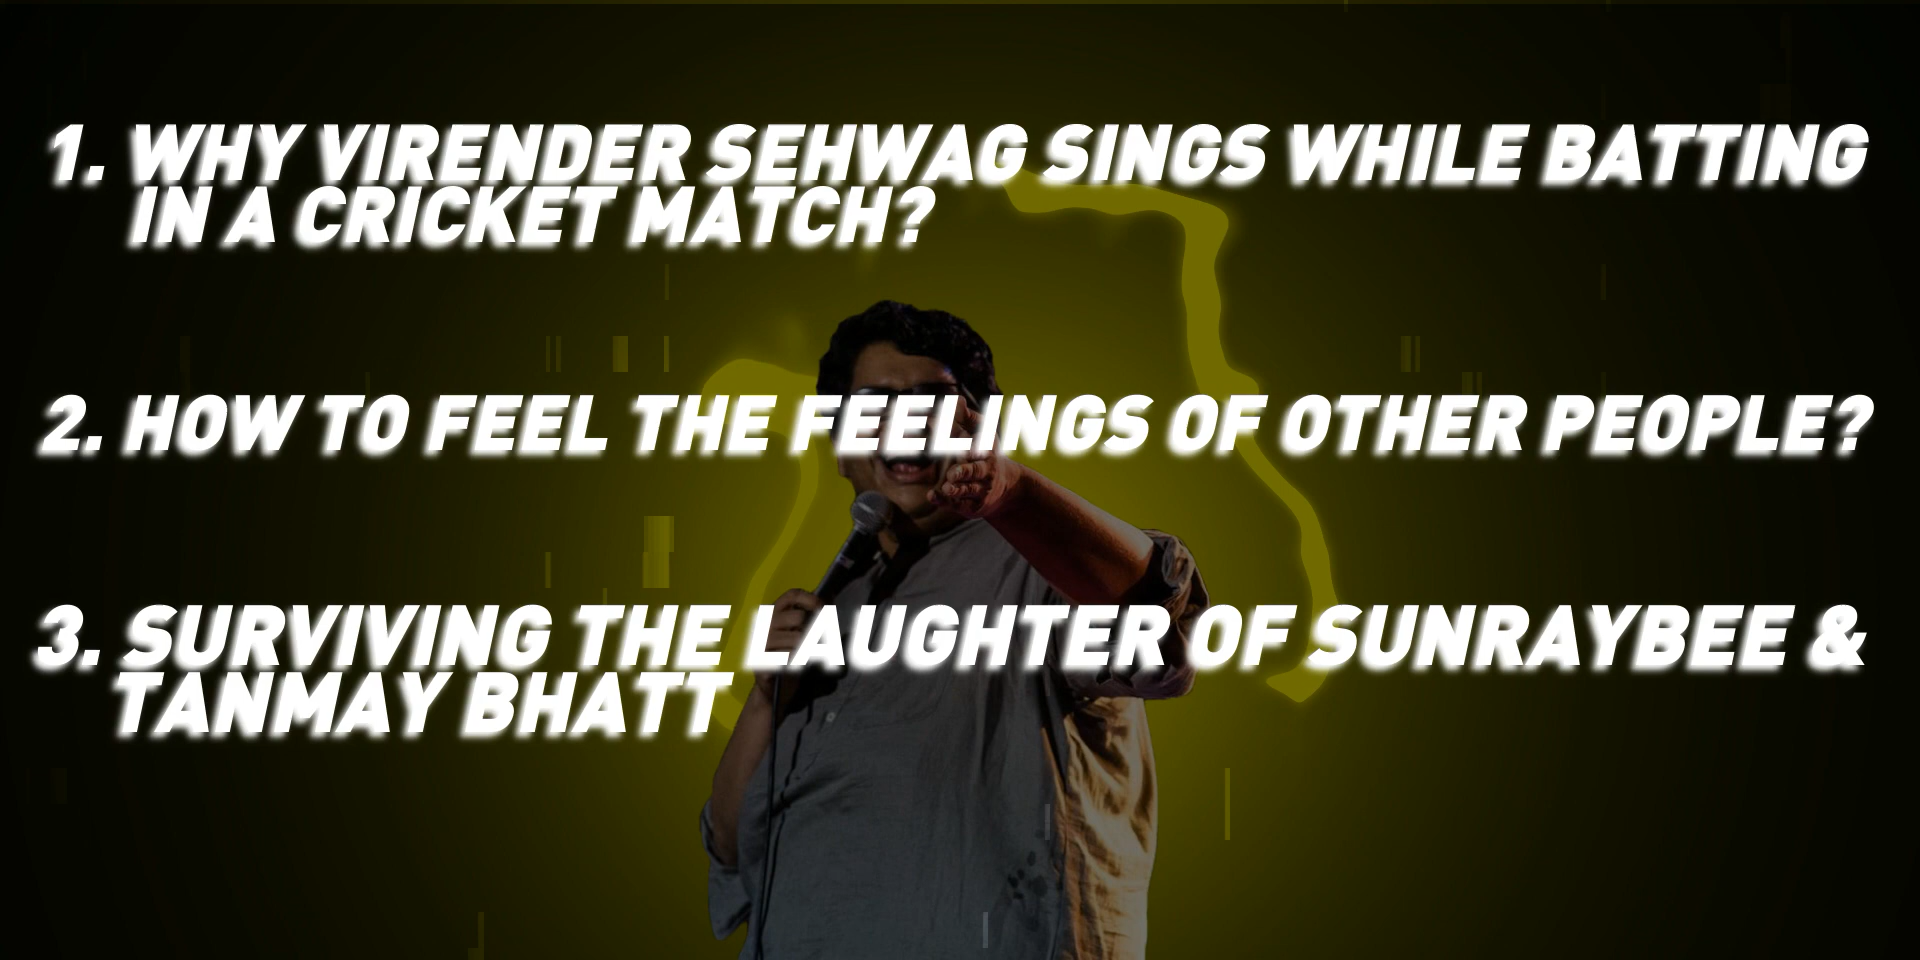 1. WHY VIRENDER SEHWAG SINGS WHILE BATTING
IN A CRICKET MATCH?
2. HOW TO FEEL THE FEELINGS OF OTHER PEOPLE?
3. SURVIVING THE LAUGHTER OF SUNRAYBEE &
TANMAY BHATT